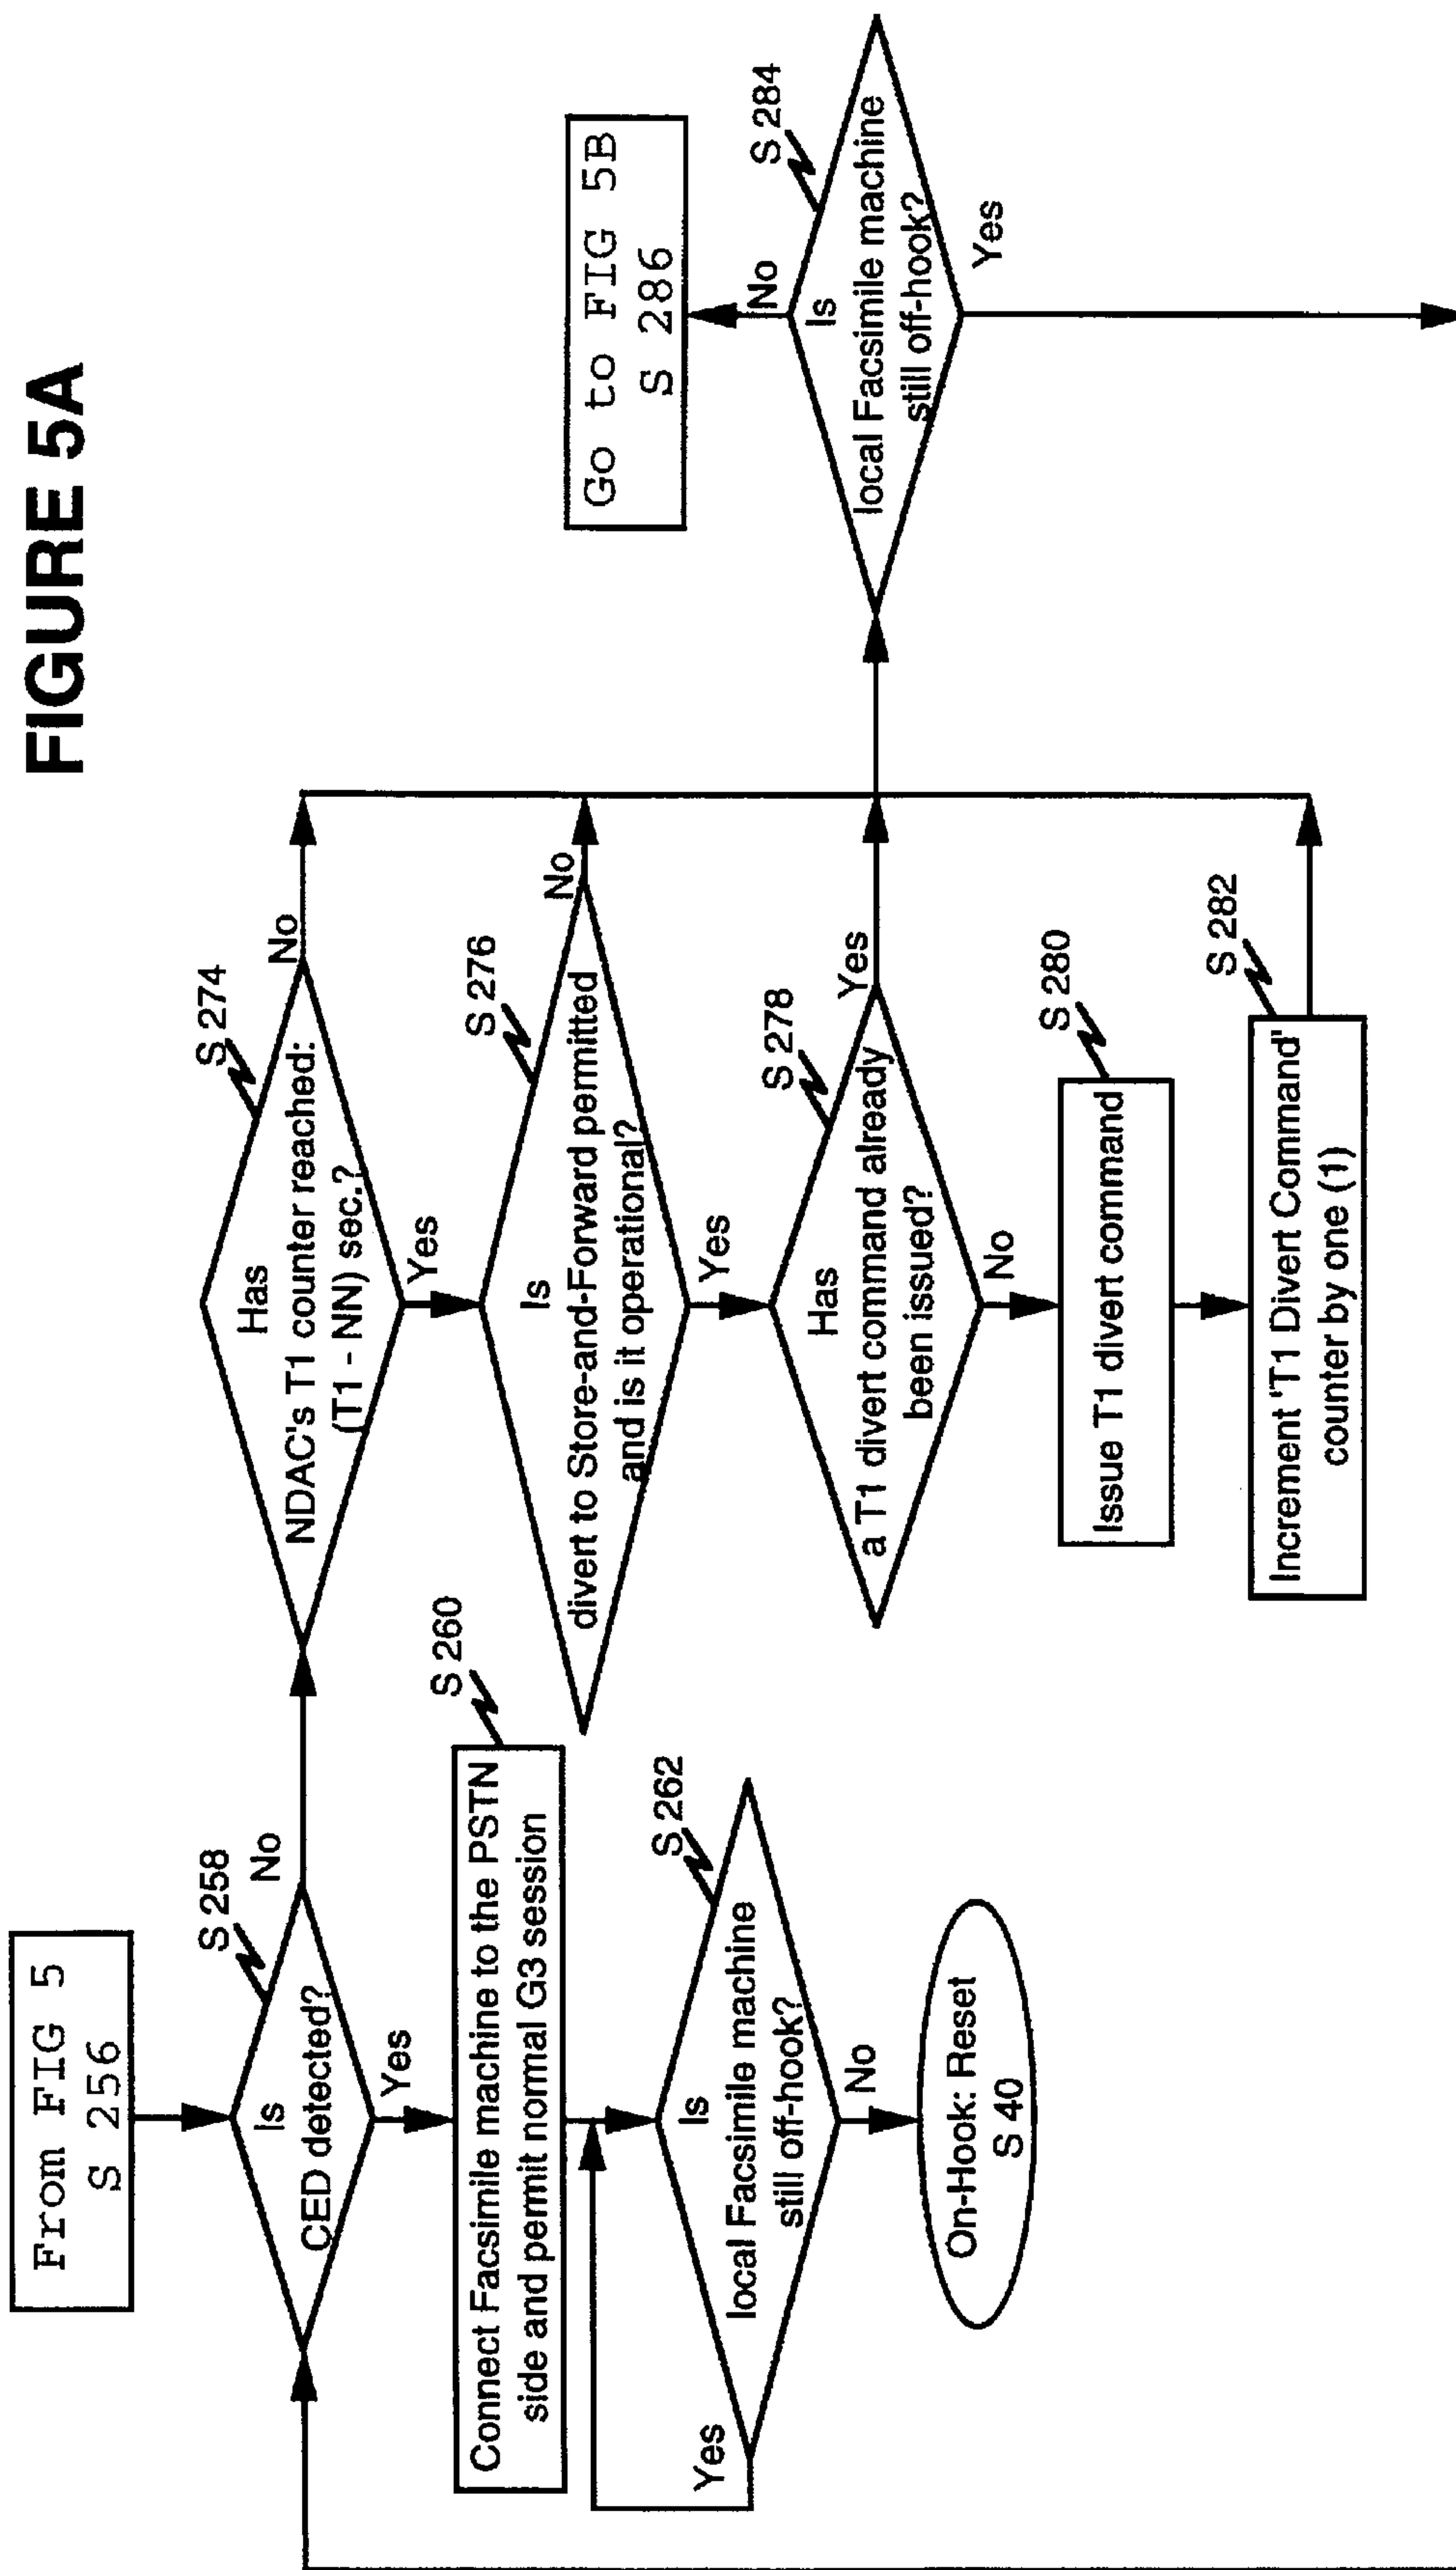 FIGURE 5A
From FIG 5
S 256
S 258
Is
CED detected?
No
Yes
S 260
Connect Facsimile machine to the PSTN
side and permit normal G3 session
S 262
Is
local Facsimile machine
still off-hook?
Yes
No
On-Hook: Reset
S 40
S 274
Has
NDAC's T1 counter reached:
(T1 - NN) sec.?
No
Yes
S 276
Is
divert to Store-and-Forward permitted
and is it operational?
No
Yes
S 278
Has
a T1 divert command already
been issued?
Yes
No
S 280
Issue T1 divert command
S 282
Increment 'T1 Divert Command'
counter by one (1)
Go to FIG 5B
S 286
S 284
No
Is
local Facsimile machine
still off-hook?
Yes